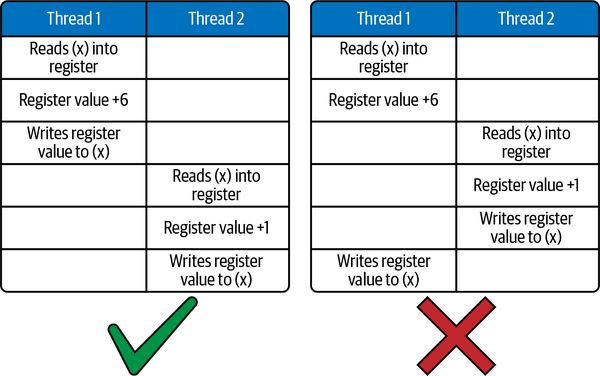 Thread 1 Thread 2
Reads (x) into
register
Register value +6
Writes register
value to (x)
Reads (x) into
register
Register value +1
Writes register
value to (x)
Thread 1 Thread 2
Reads (x) into
register
Register value +6
Reads (x) into
register
Register value +1
Writes register
value to (x)
Writes register
value to (x)